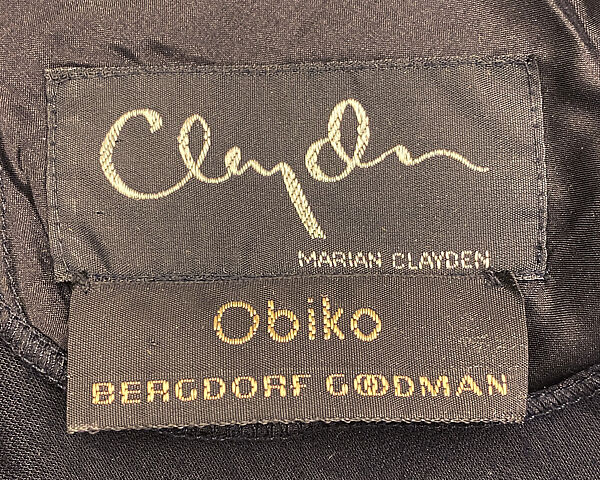 Clayden
MARIAN CLAYDEN
Obiko
BERGDORF GOODMAN